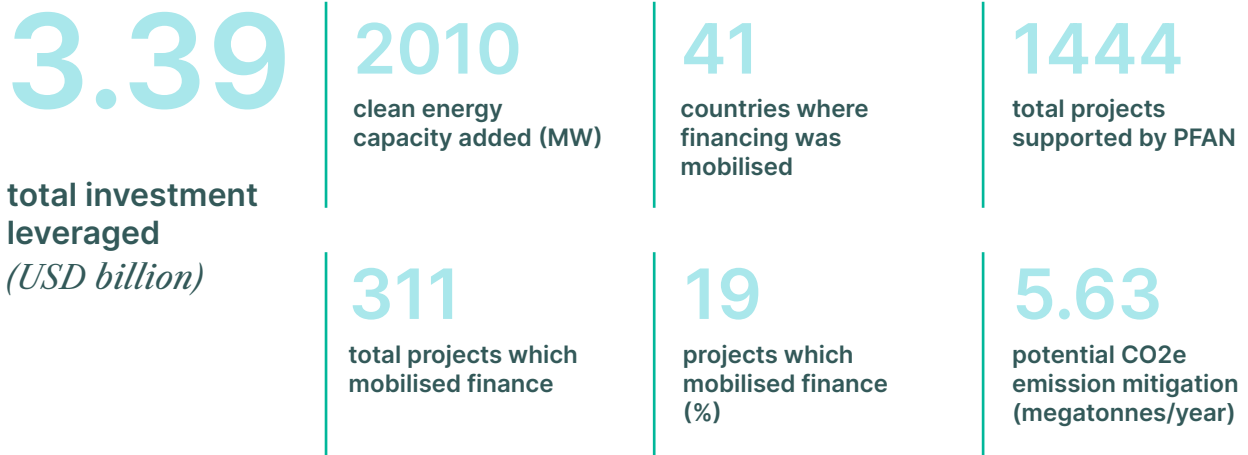 3.39
total investment
leveraged
(USD billion)
2010
clean energy
capacity added (MW)
41
countries where
financing was
mobilised
1444
total projects
supported by PFAN
311
total projects which
mobilised finance
19
projects which
mobilised finance
(%)
5.63
potential CO2e
emission mitigation
(megatonnes/year)